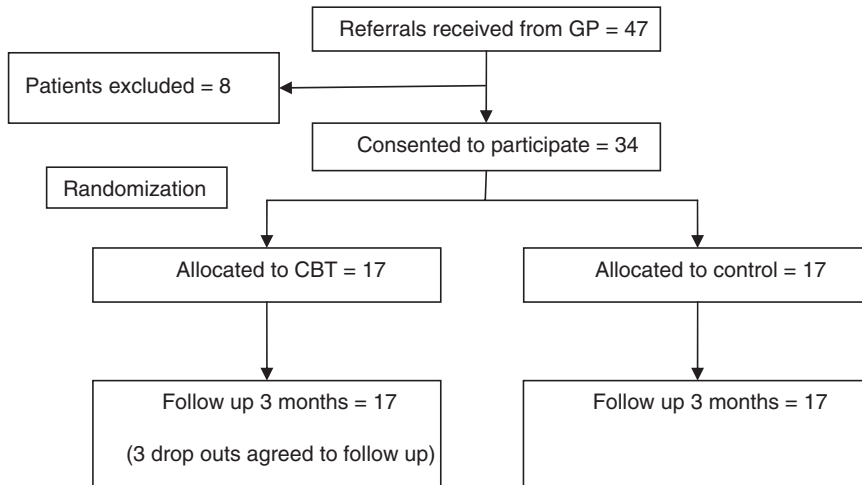 Referrals received from GP = 47
Patients excluded = 8
Consented to participate = 34
Randomization
Allocated to CBT = 17
Allocated to control = 17
Follow up 3 months = 17
(3 drop outs agreed to follow up)
Follow up 3 months = 17